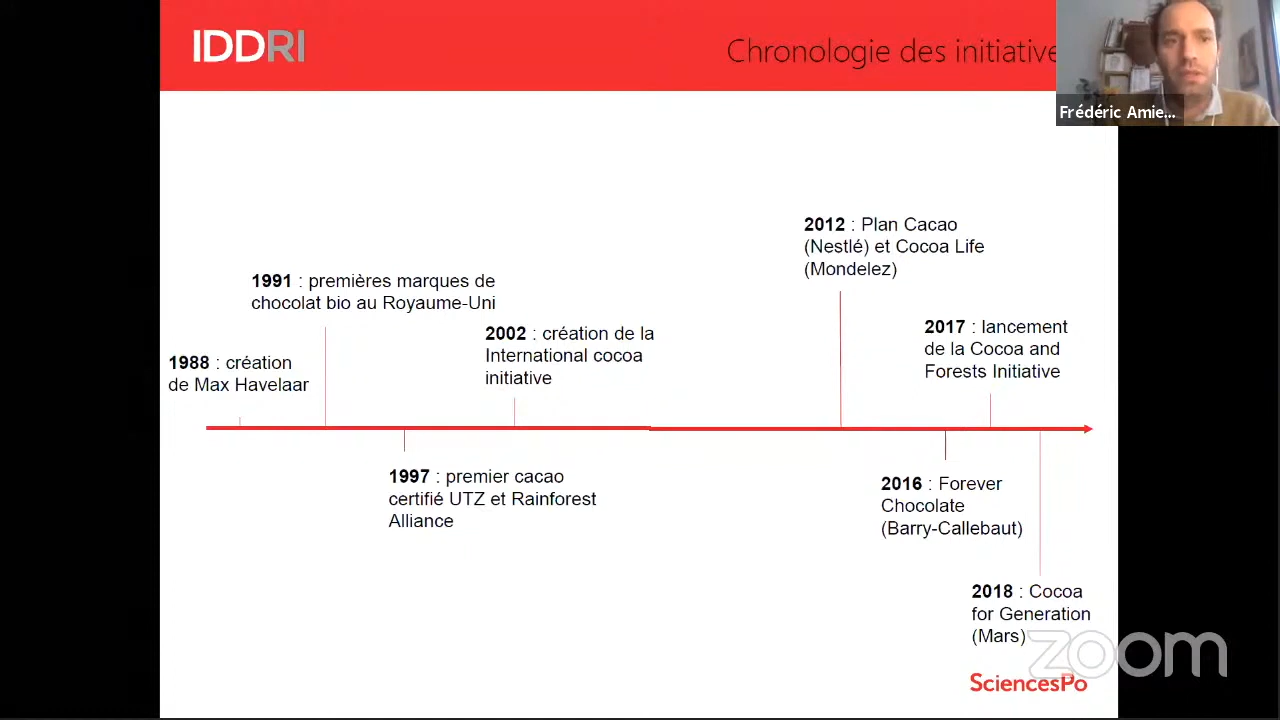 IDDRI
Chronologie des initiative
Frédéric Amie...
2012 : Plan Cacao
(Nestlé) et Cocoa Life
(Mondelez)
1991 : premières marques de
chocolat bio au Royaume-Uni
2017 : lancement
de la Cocoa and
Forests Initiative
2002 : création de la
International cocoa
initiative
1988 : création
de Max Havelaar
1997 : premier cacao
certifié UTZ et Rainforest
Alliance
2016 : Forever
Chocolate
(Barry-Callebaut)
2018 : Cocoa
for Generation
(Mars)
zoom
SciencesPo